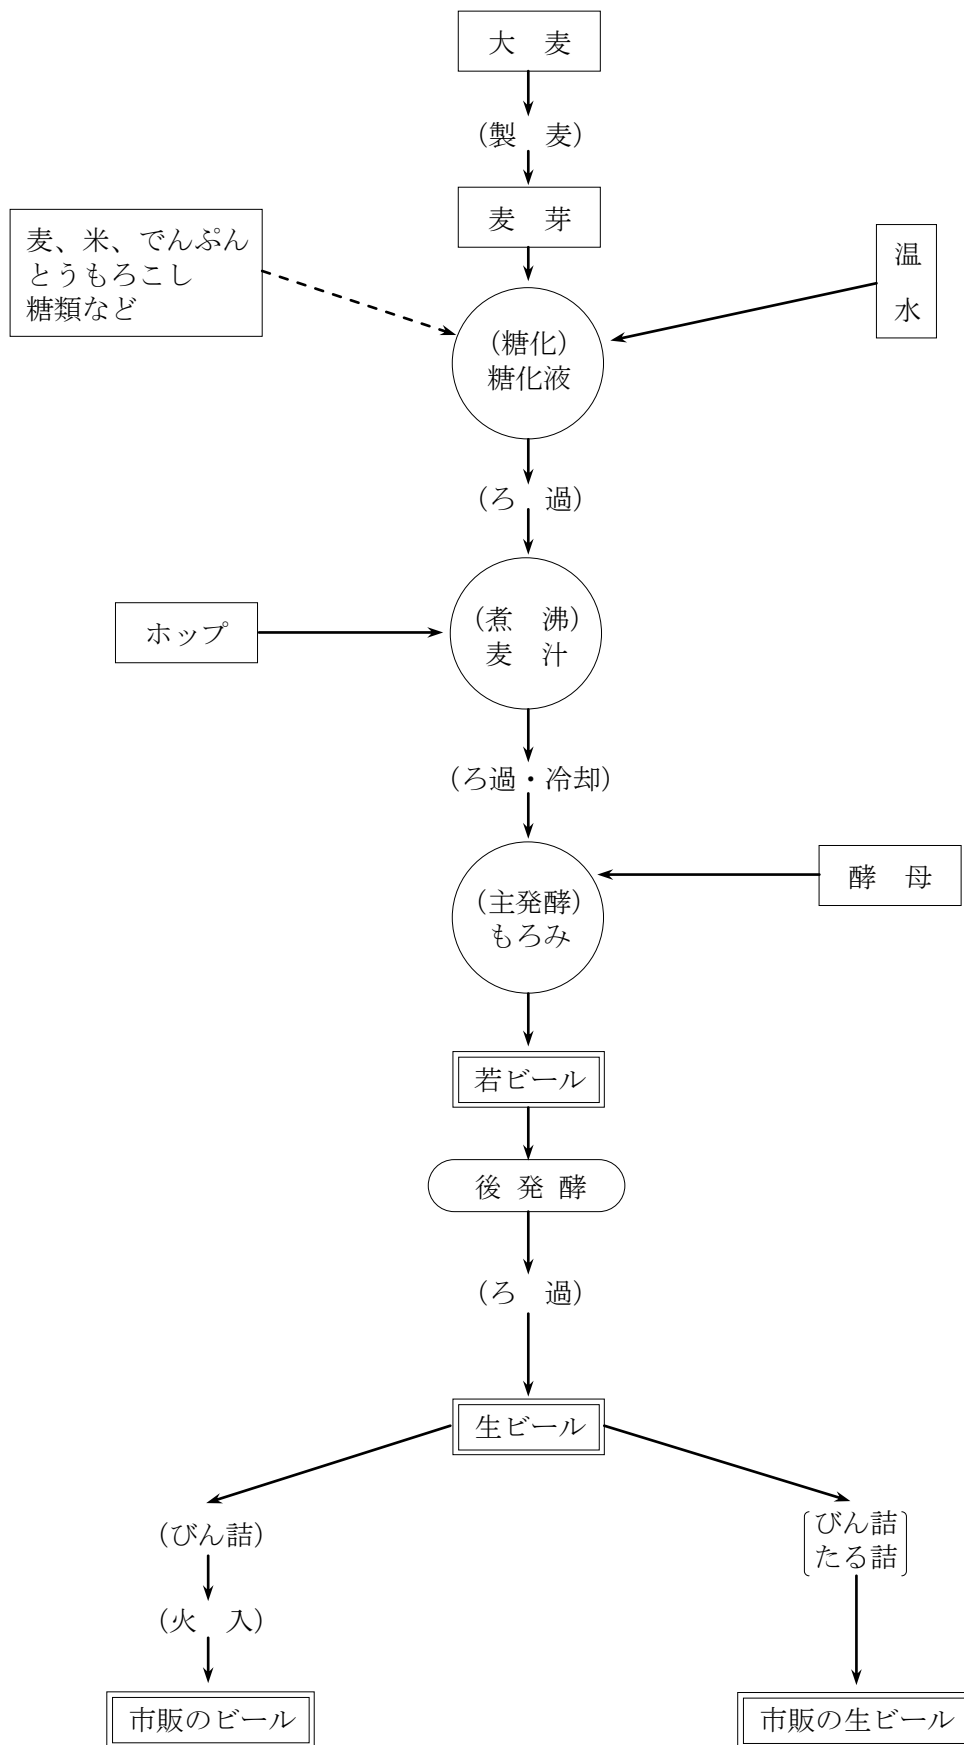 大　麦
（製　麦）
麦　芽
麦、米、でんぷん
とうもろこし
糖類など
温
水
（糖化）
糖化液
（ろ　過）
ホップ
（煮　沸）
麦　汁
（ろ過・冷却）
酵　母
（主発酵）
もろみ
若ビール
後 発 酵
（ろ　過）
生ビール
（びん詰）
びん詰
たる詰
（火　入）
市販のビール
市販の生ビール